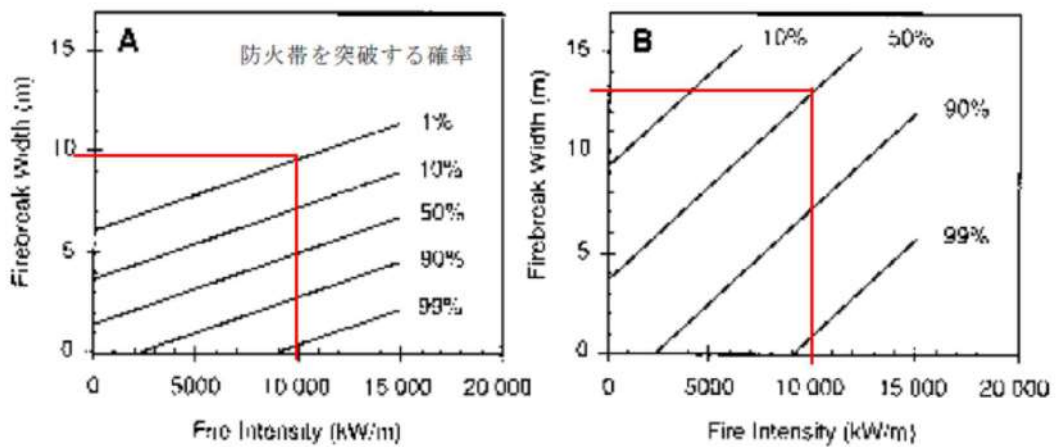 A
防火帯を突破する確率
15
10
5
0
1%
10%
50%
90%
99%
0 5000 10 000 15 000 20 000
Firebreak Width (m)
Fire Intensity (kW/m)
B
15
10
5
0
10%
50%
90%
99%
0 5000 10 000 15 000 20 000
Firebreak Width (m)
Fire Intensity (kW/m)